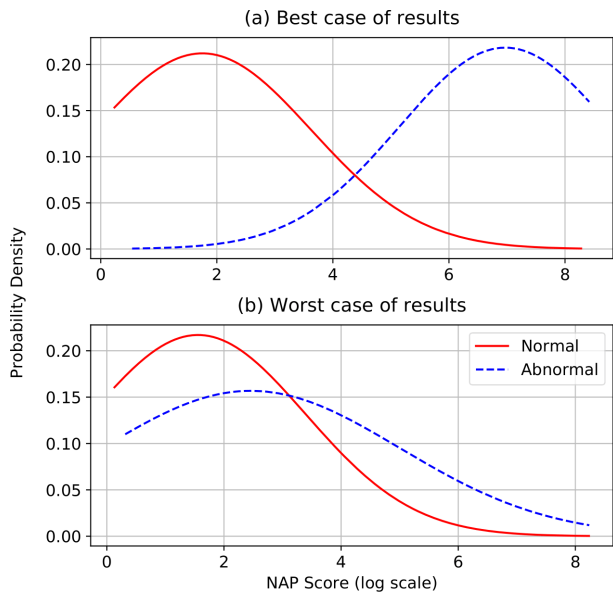 (a) Best case of results
0.20
0.15
0.10
0.05
0.00
0 2 4 6 8
Probability Density
(b) Worst case of results
Normal
Abnormal
0.20
0.15
0.10
0.05
0.00
0 2 4 6 8
NAP Score (log scale)